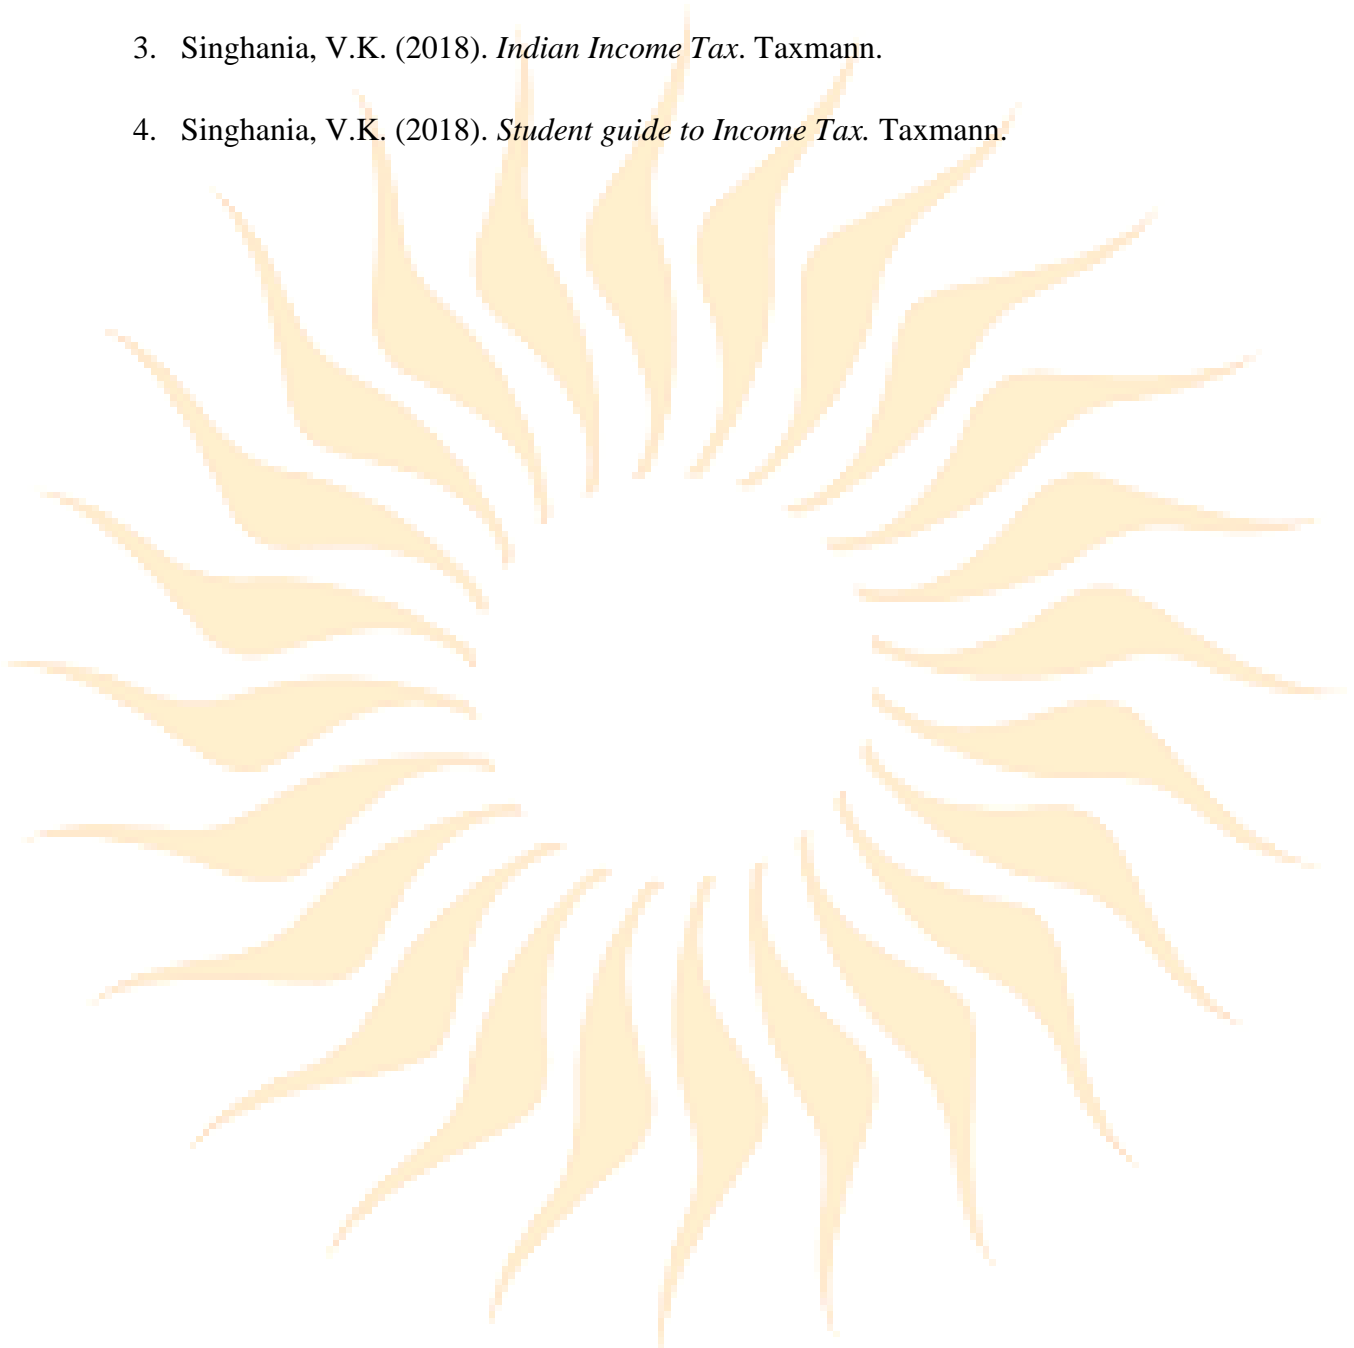 3. Singhania, V.K. (2018). Indian Income Tax. Taxmann.
4. Singhania, V.K. (2018). Student guide to Income Tax. Taxmann.